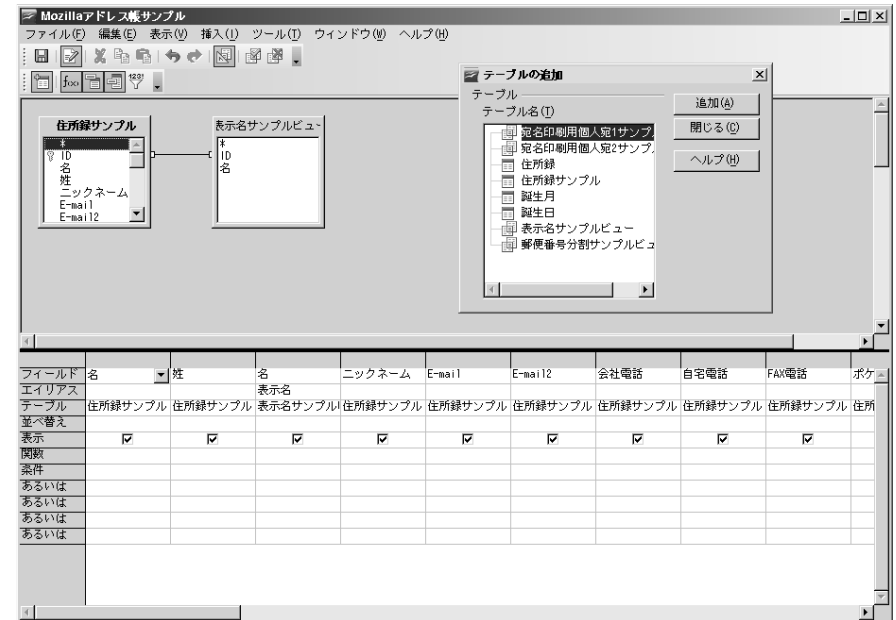 Mozillaアドレス帳サンプル
ファイル(F) 編集(E) 表示(V) 挿入(I) ツール(T) ウィンドウ(W) ヘルプ(H)
テーブルの追加
テーブル
テーブル名(T)
宛名印刷用個人宛1サンプ
宛名印刷用個人宛2サンプ
住所録
住所録サンプル
誕生月
誕生日
表示名サンプルビュー
郵便番号分割サンプルビュ
追加(A)
閉じる(C)
ヘルプ(H)
住所録サンプル
*
ID
名
姓
ニックネーム
E-mail
E-mail2
表示名サンプルビュー
*
ID
名
フィールド 名 姓 名 ニックネーム E-mail E-mail2 会社電話 自宅電話 FAX電話 ポケ
エイリアス 表示名
テーブル 住所録サンプル 住所録サンプル 表示名サンプル 住所録サンプル 住所録サンプル 住所録サンプル 住所録サンプル 住所録サンプル 住所録サンプル 住所
並べ替え
表示
関数
条件
あるいは
あるいは
あるいは
あるいは